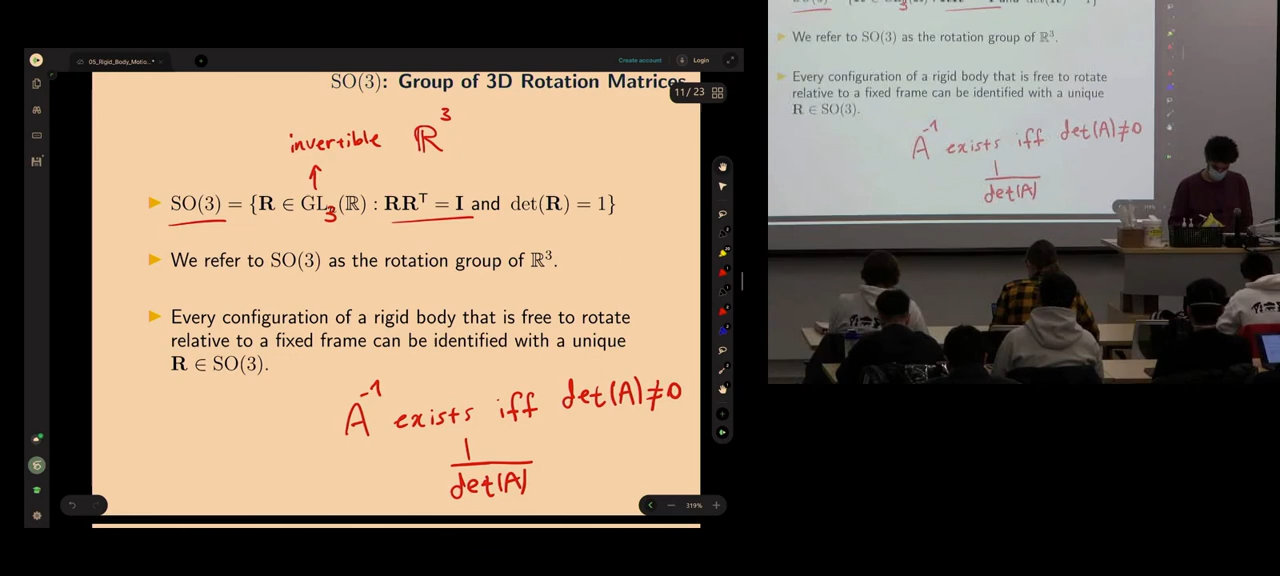 05_Rigid_Body_Motio...*
Create account
Login
SO(3): Group of 3D Rotation Matrices
11 / 23
invertible ℝ³
↑
SO(3) = {R ∈ GL₃(ℝ) : RRᵀ = I and det(R) = 1}
We refer to SO(3) as the rotation group of ℝ³.
Every configuration of a rigid body that is free to rotate
relative to a fixed frame can be identified with a unique
R ∈ SO(3).
A⁻¹ exists iff det(A)≠0
1
det(A)
319%
We refer to SO(3) as the rotation group of ℝ³.
Every configuration of a rigid body that is free to rotate
relative to a fixed frame can be identified with a unique
R ∈ SO(3).
A⁻¹ exists iff det(A)≠0
1
det(A)